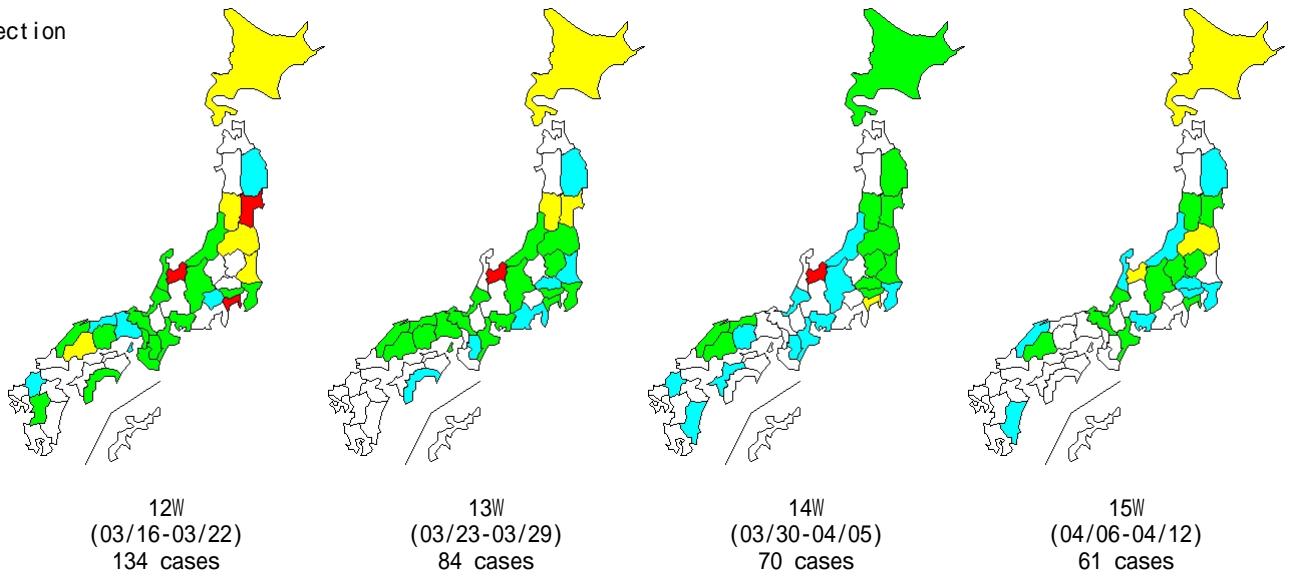 ection
12W
(03/16-03/22)
134 cases
13W
(03/23-03/29)
84 cases
14W
(03/30-04/05)
70 cases
15W
(04/06-04/12)
61 cases